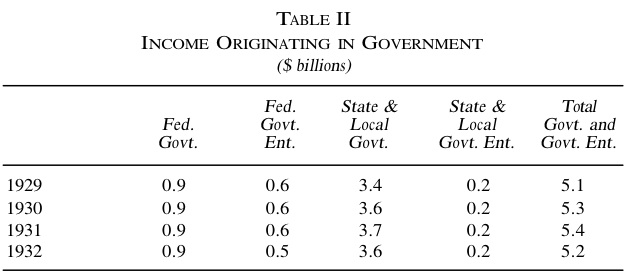 TABLE II
INCOME ORIGINATING IN GOVERNMENT
($ billions)
Fed. Govt. Fed. Govt. Ent. State & Local Govt. State & Local Govt. Ent. Total Govt. and Govt. Ent.
1929 0.9 0.6 3.4 0.2 5.1
1930 0.9 0.6 3.6 0.2 5.3
1931 0.9 0.6 3.7 0.2 5.4
1932 0.9 0.5 3.6 0.2 5.2